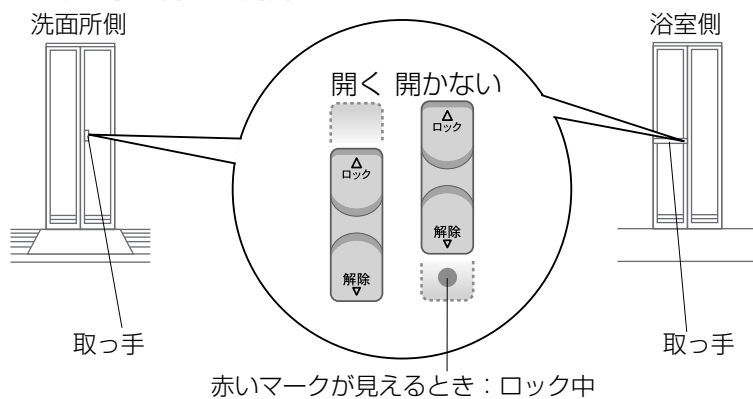 洗面所側
浴室側
開く 開かない
△
ロック
△
ロック
解除
▽
解除
▽
取っ手
取っ手
赤いマークが見えるとき：ロック中